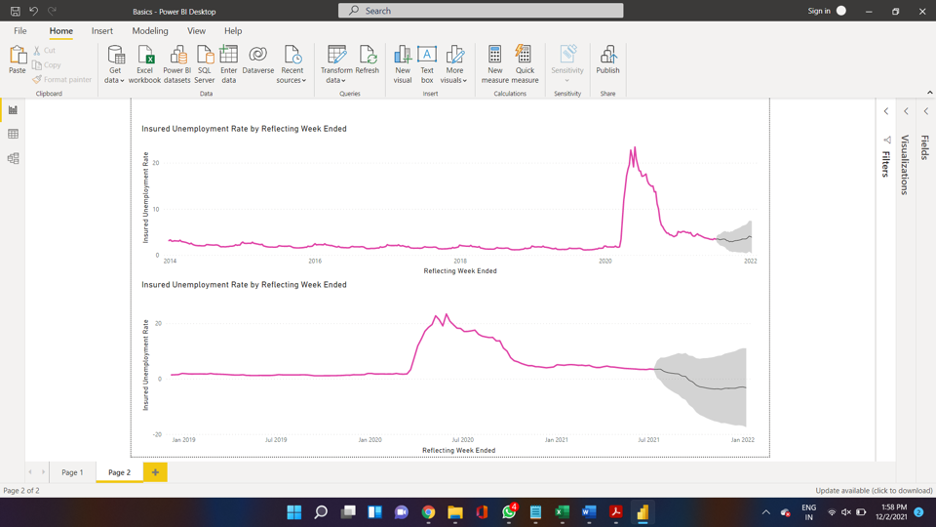 Basics - Power BI Desktop
Search
Sign in
File Home Insert Modeling View Help
Paste
Cut
Copy
Format painter
Clipboard
Get data
Excel workbook
Power BI datasets
SQL Server
Enter data
Dataverse
Recent sources
Data
Transform data
Refresh
Queries
New visual
Text box
More visuals
Insert
New measure
Quick measure
Calculations
Sensitivity
Sensitivity
Publish
Share
Insured Unemployment Rate by Reflecting Week Ended
Insured Unemployment Rate
20
10
0
2014 2016 2018 2020 2022
Reflecting Week Ended
Insured Unemployment Rate by Reflecting Week Ended
Insured Unemployment Rate
20
0
-20
Jan 2019 Jul 2019 Jan 2020 Jul 2020 Jan 2021 Jul 2021 Jan 2022
Reflecting Week Ended
Filters
Visualizations
Fields
Page 1 Page 2
Page 2 of 2
Update available (click to download)
4
ENG
IN
1:58 PM
12/2/2021
2